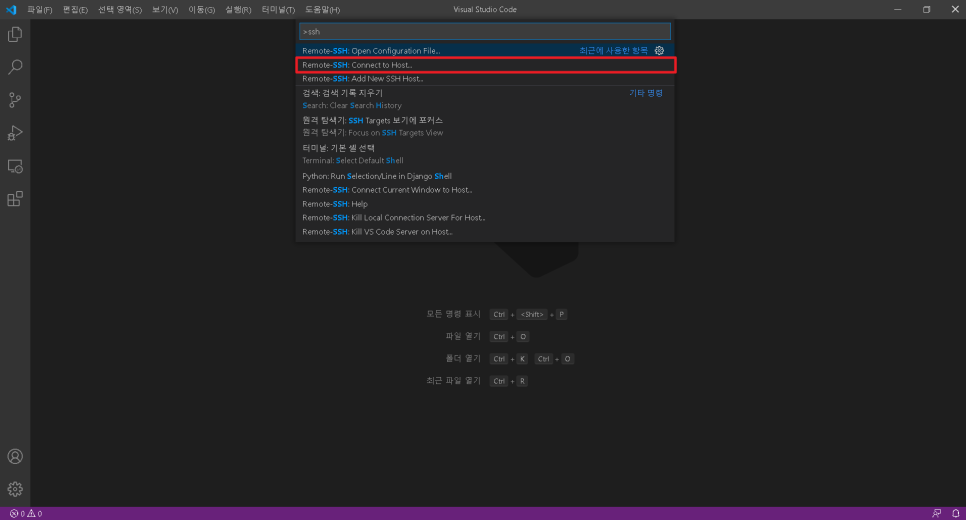 파일(F) 편집(E) 선택 영역(S) 보기(V) 이동(G) 실행(R) 터미널(T) 도움말(H) Visual Studio Code
>ssh
Remote-SSH: Open Configuration File... 최근에 사용한 항목
Remote-SSH: Connect to Host...
Remote-SSH: Add New SSH Host...
검색: 검색 기록 지우기 기타 명령
Search: Clear Search History
원격 탐색기: SSH Targets 보기에 포커스
원격 탐색기: Focus on SSH Targets View
터미널: 기본 셸 선택
Terminal: Select Default Shell
Python: Run Selection/Line in Django Shell
Remote-SSH: Connect Current Window to Host...
Remote-SSH: Help
Remote-SSH: Kill Local Connection Server For Host...
Remote-SSH: Kill VS Code Server on Host...
모든 명령 표시 Ctrl + <Shift> + P
파일 열기 Ctrl + O
폴더 열기 Ctrl + K Ctrl + O
최근 파일 열기 Ctrl + R
0 0